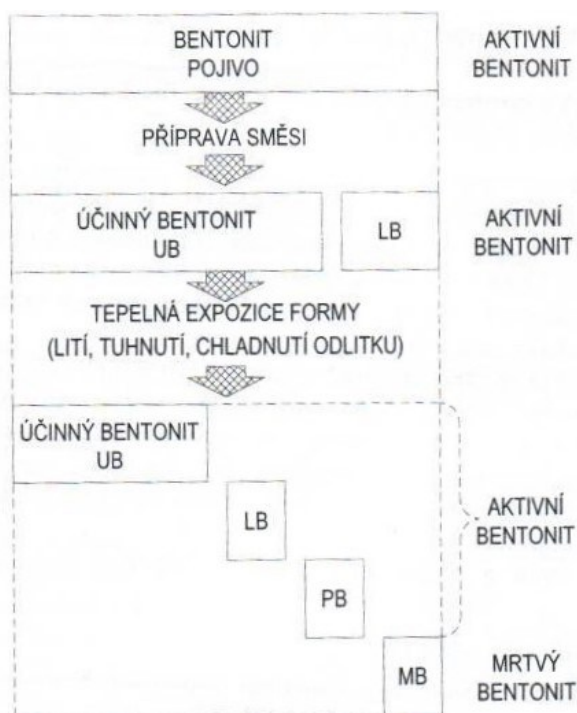 BENTONIT
POJIVO
AKTIVNÍ
BENTONIT
PŘÍPRAVA SMĚSI
ÚČINNÝ BENTONIT
UB
LB
AKTIVNÍ
BENTONIT
TEPELNÁ EXPOZICE FORMY
(LITÍ, TUHNUTÍ, CHLADNUTÍ ODLITKU)
ÚČINNÝ BENTONIT
UB
LB
AKTIVNÍ
BENTONIT
PB
MB
MRTVÝ
BENTONIT